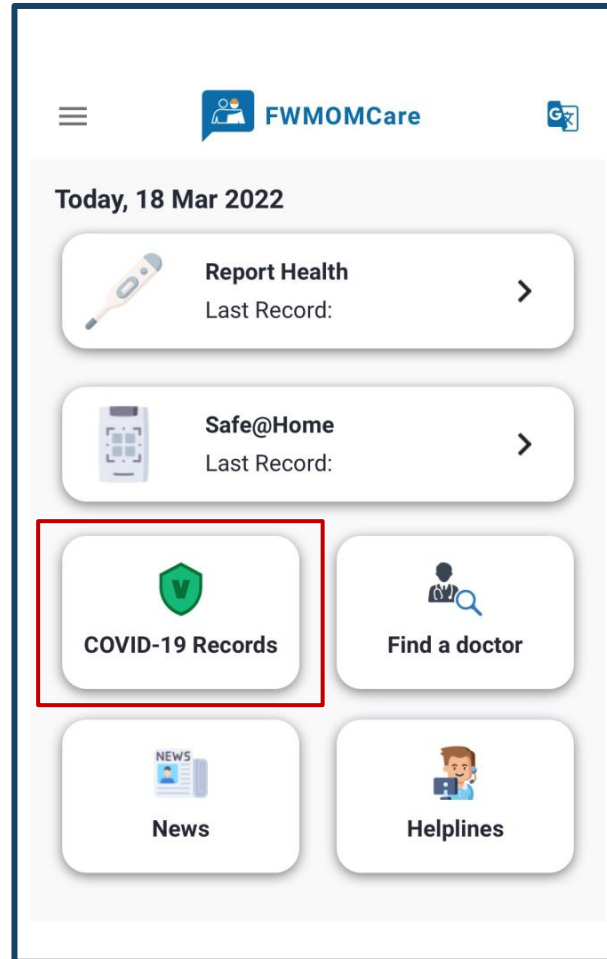 FWMOMCare
G
Today, 18 Mar 2022
Report Health
Last Record:
Safe@Home
Last Record:
V
COVID-19 Records
Find a doctor
NEWS
News
Helplines